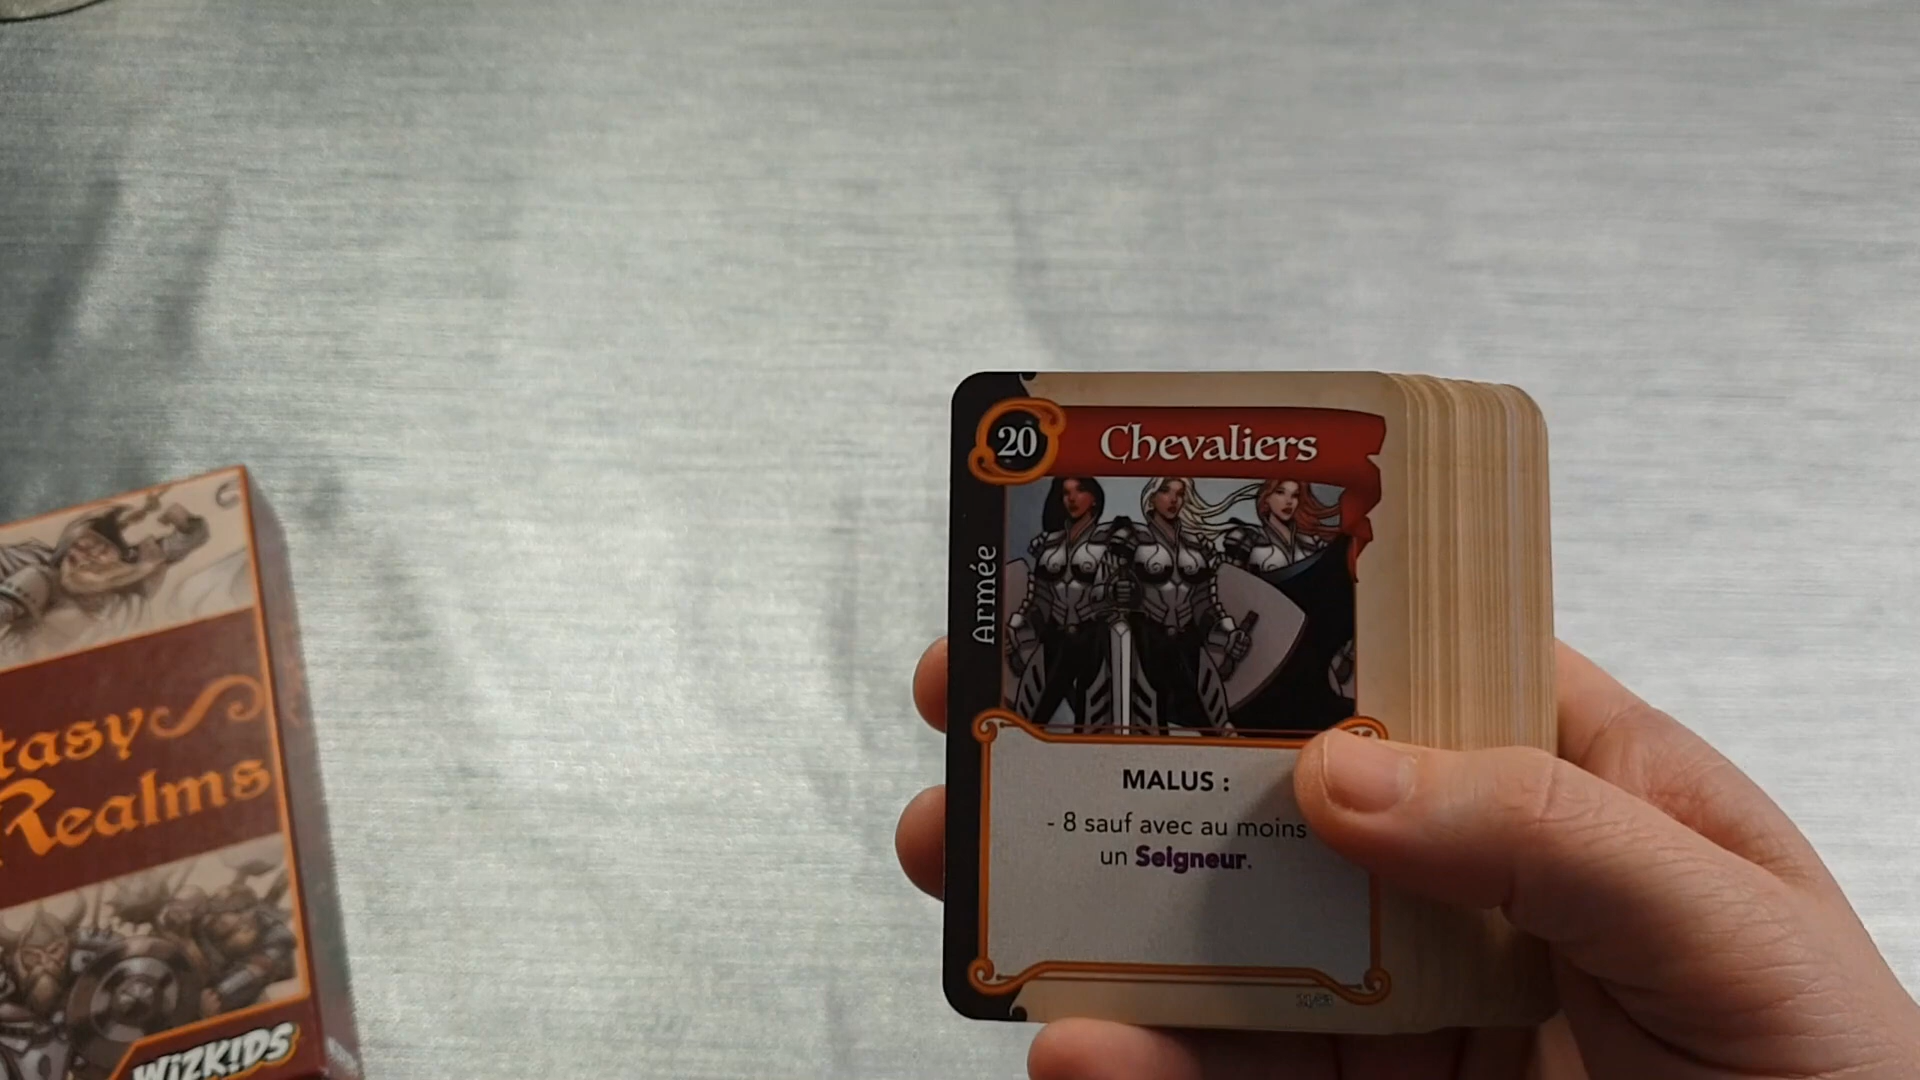 20
Chevaliers
Armée
MALUS :
- 8 sauf avec au moins
un Seigneur.
tasy
Realms
WIZKIDS